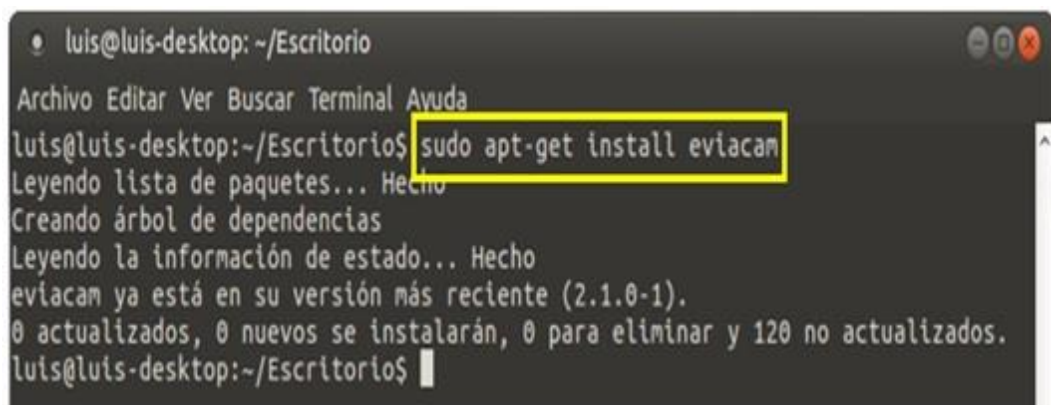 luis@luis-desktop: ~/Escritorio
Archivo Editar Ver Buscar Terminal Ayuda
luis@luis-desktop:~/Escritorio$ sudo apt-get install eviacam
Leyendo lista de paquetes... Hecho
Creando árbol de dependencias
Leyendo la información de estado... Hecho
eviacam ya está en su versión más reciente (2.1.0-1).
0 actualizados, 0 nuevos se instalarán, 0 para eliminar y 120 no actualizados.
luis@luis-desktop:~/Escritorio$